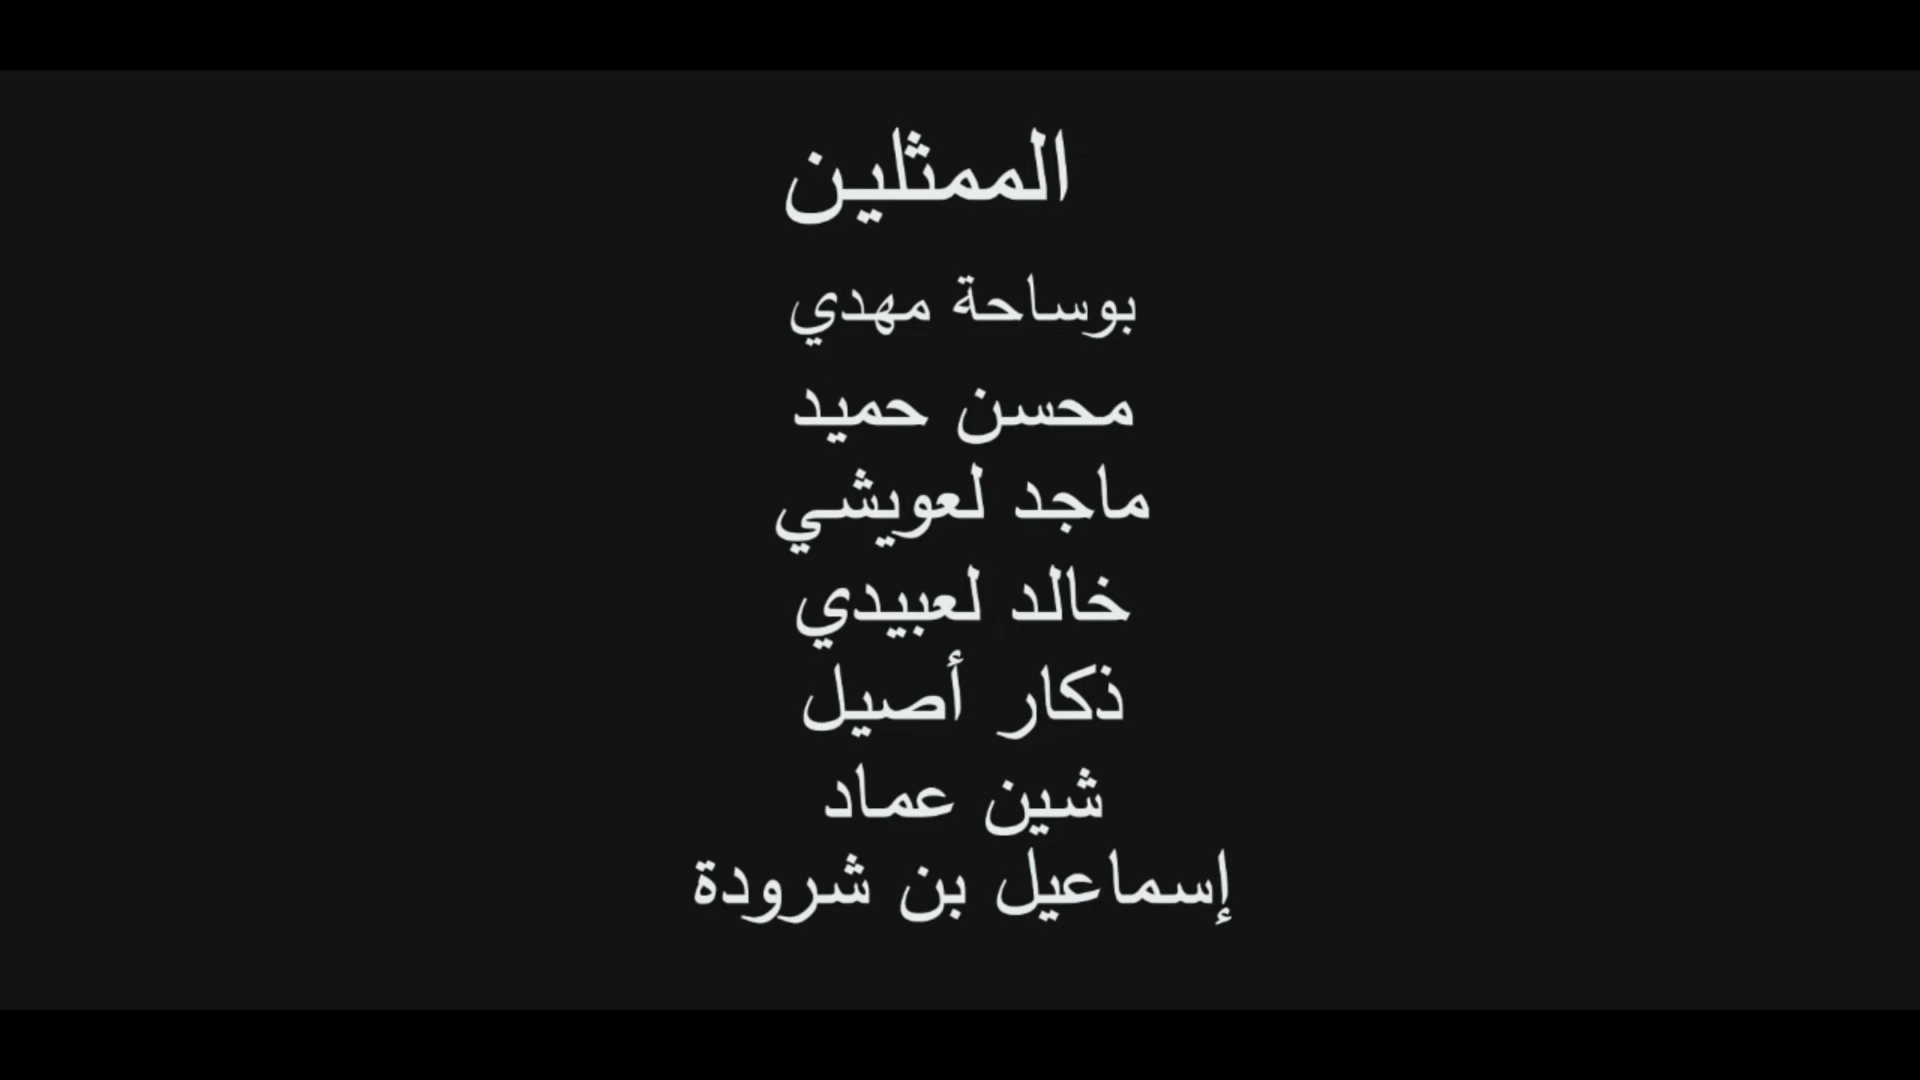 الممثلين
بوساحة مهدي
محسن حميد
ماجد لعويشي
خالد لعبيدي
ذكار أصيل
شين عماد
إسماعيل بن شرودة